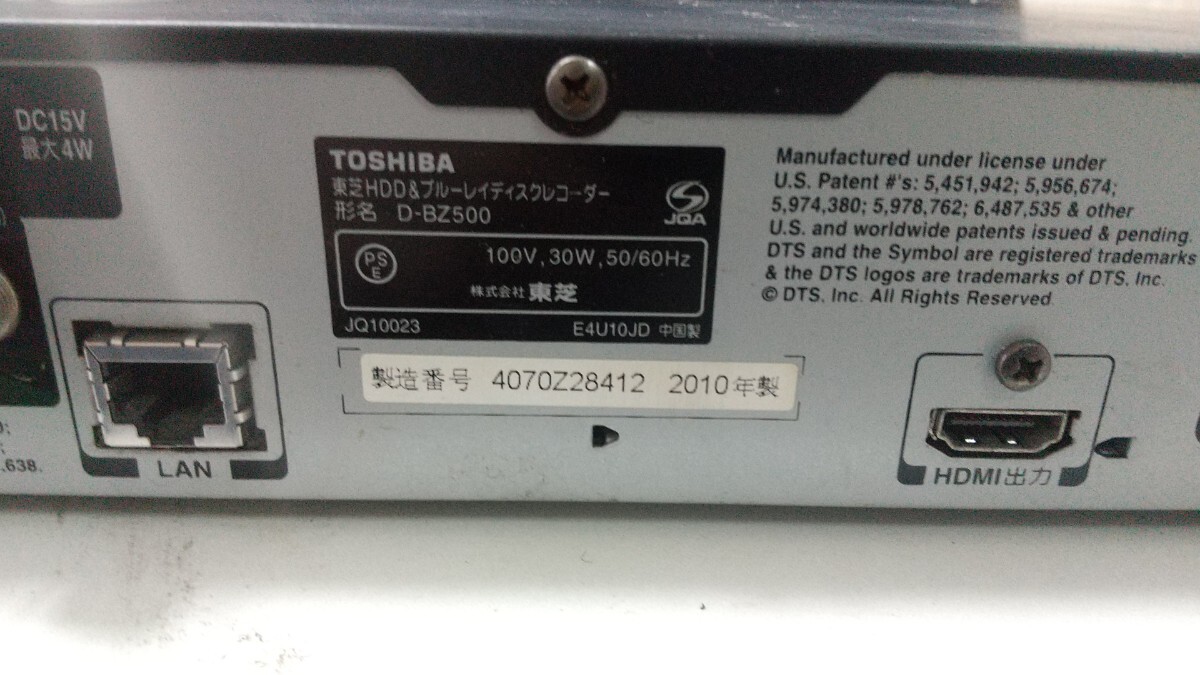 DC15V
最大4W
TOSHIBA
東芝HDD&ブルーレイディスクレコーダー
形名 D-BZ500
JQA
PS
E
100V,30W,50/60Hz
株式会社 東芝
JQ10023
E4U10JD 中国製
製造番号 4070Z28412 2010年製
Manufactured under license under
U.S. Patent #'s: 5,451,942; 5,956,674;
5,974,380; 5,978,762; 6,487,535 & other
U.S. and worldwide patents issued & pending.
DTS and the Symbol are registered trademarks
& the DTS logos are trademarks of DTS, Inc.
© DTS, Inc. All Rights Reserved.
.638.
LAN
HDMI出力